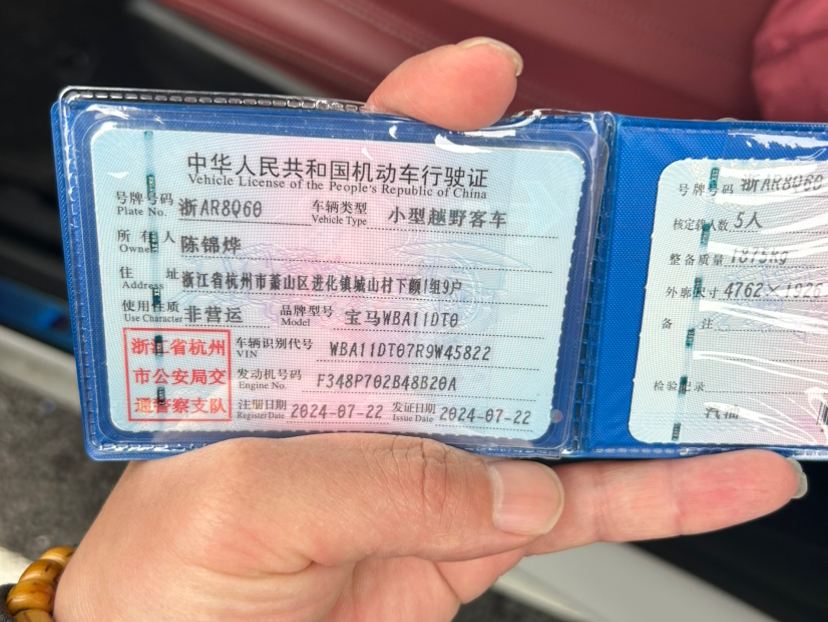 中华人民共和国机动车行驶证
Vehicle License of the People's Republic of China
号牌号码 浙AR8Q60 车辆类型 小型越野客车
Plate No. Vehicle Type
所有人 陈锦烨
Owner
住址 浙江省杭州市萧山区进化镇城山村下颜1组9户
Address
使用性质 非营运 品牌型号 宝马WBA11DT0
Use Character Model
浙江省杭州
市公安局交
通警察支队
车辆识别代号 WBA11DT07R9W45822
VIN
发动机号码 F348P702B48B20A
Engine No.
注册日期 2024-07-22 发证日期 2024-07-22
Register Date Issue Date
号牌号码 浙AR8Q60
核定载人数 5人
整备质量 1875kg
外廓尺寸 4762×1926
备注
检验记录
汽油